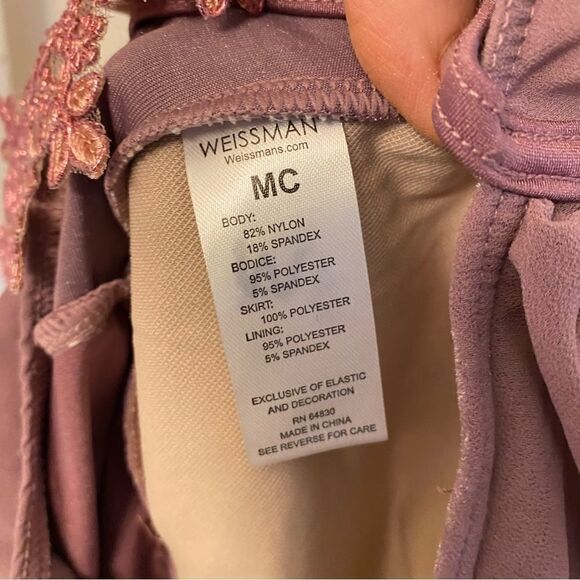 WEISSMAN
Weissmans.com
MC
BODY:
82% NYLON
18% SPANDEX
BODICE:
95% POLYESTER
5% SPANDEX
SKIRT:
100% POLYESTER
LINING:
95% POLYESTER
5% SPANDEX
EXCLUSIVE OF ELASTIC
AND DECORATION
RN 64830
MADE IN CHINA
SEE REVERSE FOR CARE